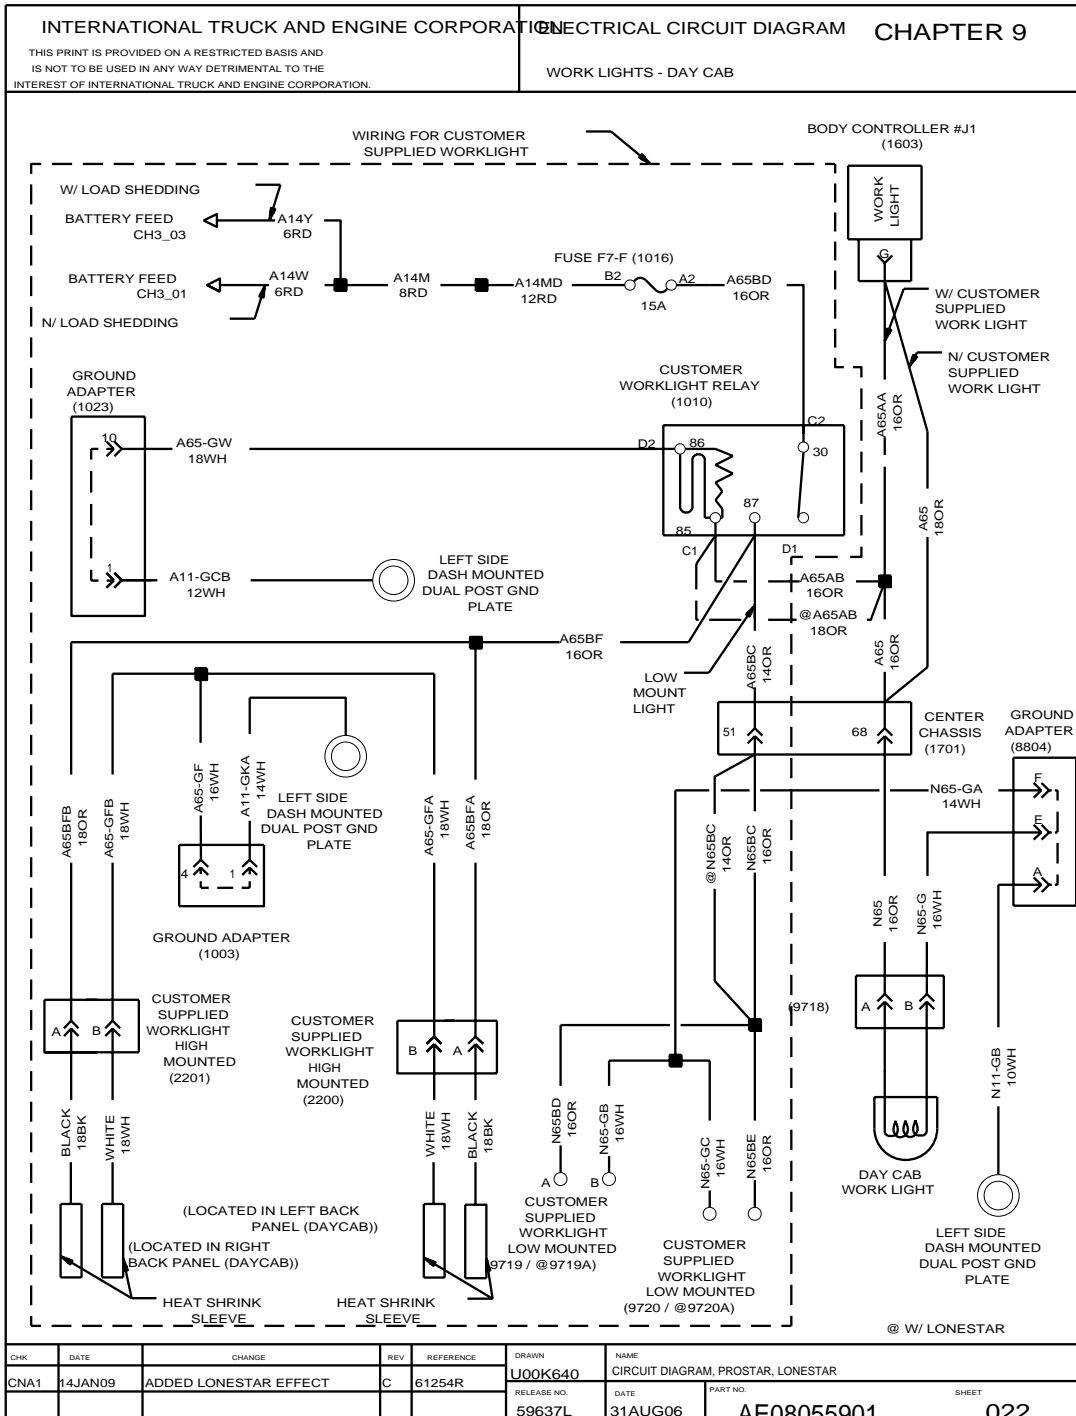 INTERNATIONAL TRUCK AND ENGINE CORPORATION
ELECTRICAL CIRCUIT DIAGRAM
CHAPTER 9
THIS PRINT IS PROVIDED ON A RESTRICTED BASIS AND
IS NOT TO BE USED IN ANY WAY DETRIMENTAL TO THE
INTEREST OF INTERNATIONAL TRUCK AND ENGINE CORPORATION.
WORK LIGHTS - DAY CAB
WIRING FOR CUSTOMER
SUPPLIED WORKLIGHT
BODY CONTROLLER #J1
(1603)
WORK
LIGHT
G
W/ LOAD SHEDDING
BATTERY FEED
CH3_03
A14Y
6RD
BATTERY FEED
CH3_01
A14W
6RD
N/ LOAD SHEDDING
A14M
8RD
A14MD
12RD
FUSE F7-F (1016)
B2
A2
15A
A65BD
16OR
W/ CUSTOMER
SUPPLIED
WORK LIGHT
N/ CUSTOMER
SUPPLIED
WORK LIGHT
GROUND
ADAPTER
(1023)
10
A65-GW
18WH
1
A11-GCB
12WH
LEFT SIDE
DASH MOUNTED
DUAL POST GND
PLATE
CUSTOMER
WORKLIGHT RELAY
(1010)
C2
D2
86
30
87
85
C1
D1
A65AA
16OR
A65
18OR
A65AB
16OR
@A65AB
18OR
A65BF
16OR
A65BC
14OR
A65
16OR
LOW
MOUNT
LIGHT
51
68
CENTER
CHASSIS
(1701)
GROUND
ADAPTER
(8804)
F
E
A
N65-GA
14WH
A65-GF
16WH
A11-GKA
14WH
LEFT SIDE
DASH MOUNTED
DUAL POST GND
PLATE
A65BFB
18OR
A65-GFB
18WH
A65-GFA
18WH
A65BFA
18OR
4
1
GROUND ADAPTER
(1003)
@N65BC
14OR
N65BC
16OR
N65
16OR
N65-G
16WH
A
B
CUSTOMER
SUPPLIED
WORKLIGHT
HIGH
MOUNTED
(2201)
CUSTOMER
SUPPLIED
WORKLIGHT
HIGH
MOUNTED
(2200)
B
A
(9718)
A
B
N11-GB
10WH
BLACK
18BK
WHITE
18WH
WHITE
18WH
BLACK
18BK
N65BD
16OR
N65-GB
16WH
N65-GC
16WH
N65BE
16OR
A
B
DAY CAB
WORK LIGHT
(LOCATED IN LEFT BACK
PANEL (DAYCAB))
(LOCATED IN RIGHT
BACK PANEL (DAYCAB))
CUSTOMER
SUPPLIED
WORKLIGHT
LOW MOUNTED
(9719 / @9719A)
CUSTOMER
SUPPLIED
WORKLIGHT
LOW MOUNTED
(9720 / @9720A)
LEFT SIDE
DASH MOUNTED
DUAL POST GND
PLATE
HEAT SHRINK
SLEEVE
HEAT SHRINK
SLEEVE
@ W/ LONESTAR
CHK DATE CHANGE REV REFERENCE
CNA1 14JAN09 ADDED LONESTAR EFFECT C 61254R
DRAWN
U00K640
NAME
CIRCUIT DIAGRAM, PROSTAR, LONESTAR
RELEASE NO.
59637L
DATE
31AUG06
PART NO.
AE08055901
SHEET
022